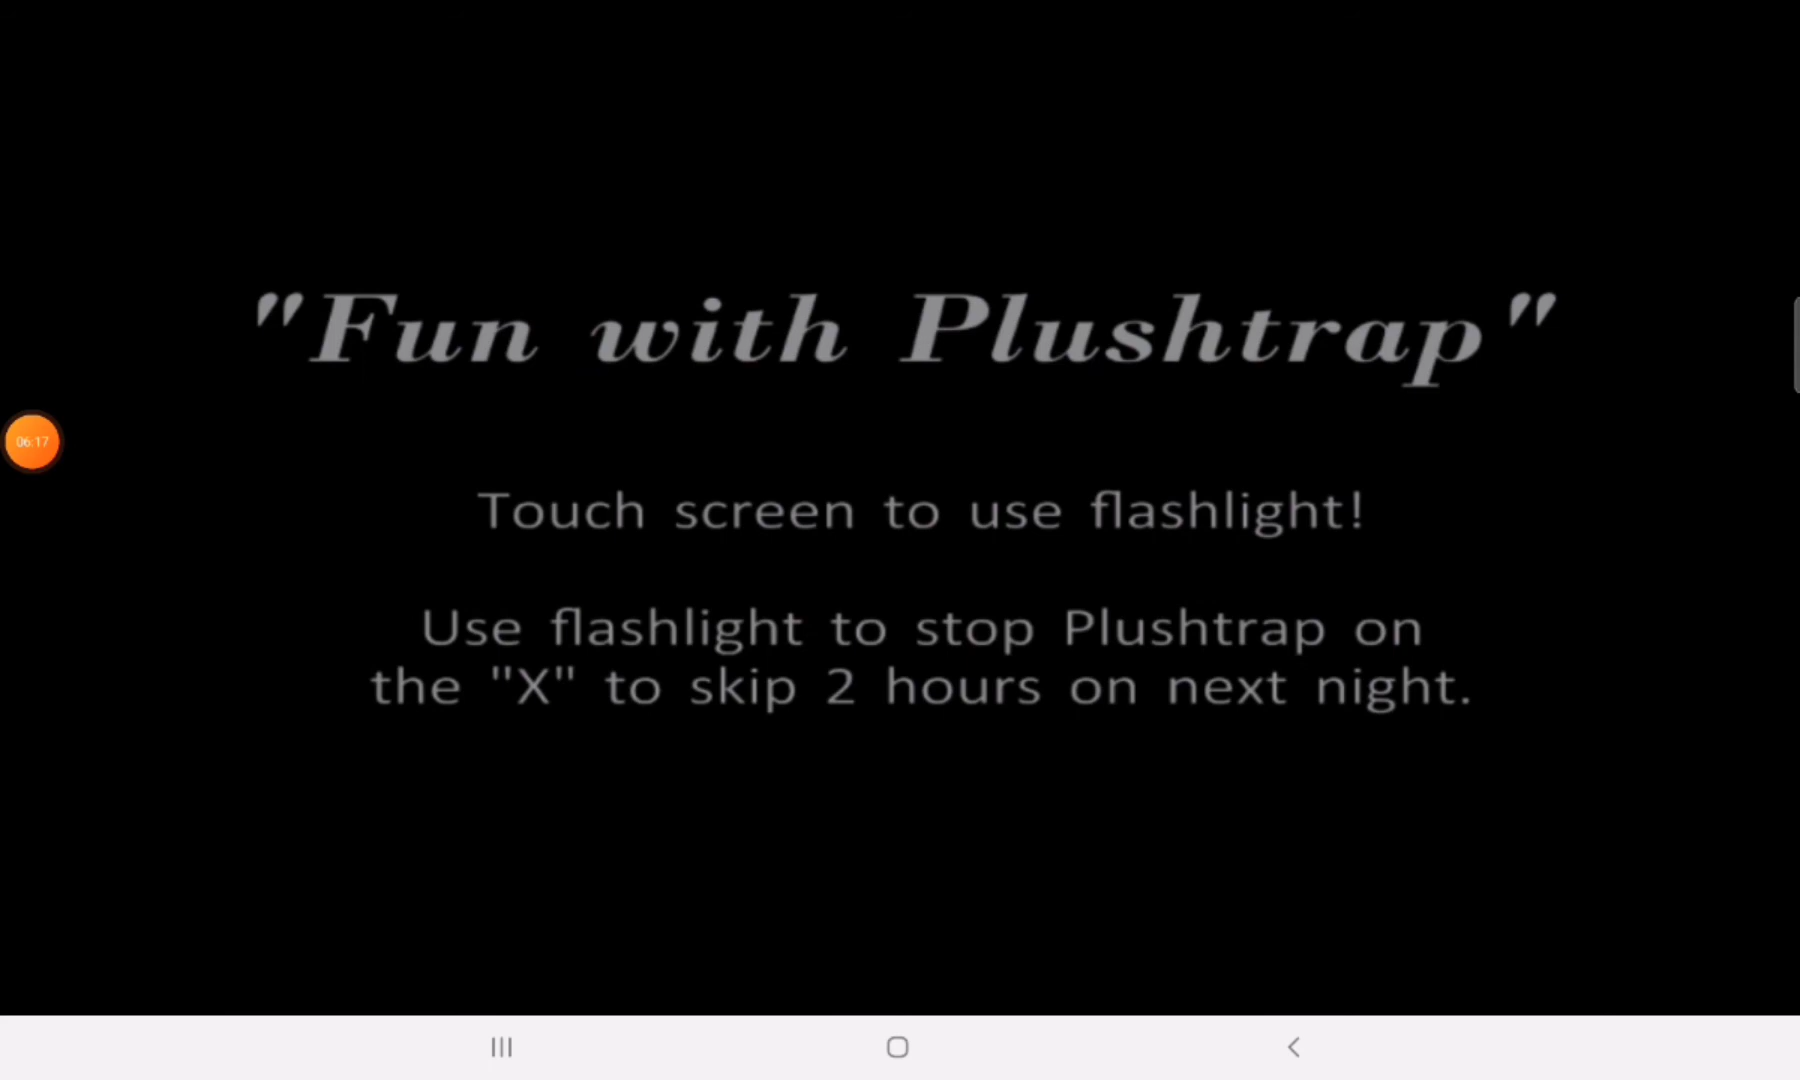 "Fun with Plushtrap"
06:17
Touch screen to use flashlight!
Use flashlight to stop Plushtrap on
the "X" to skip 2 hours on next night.